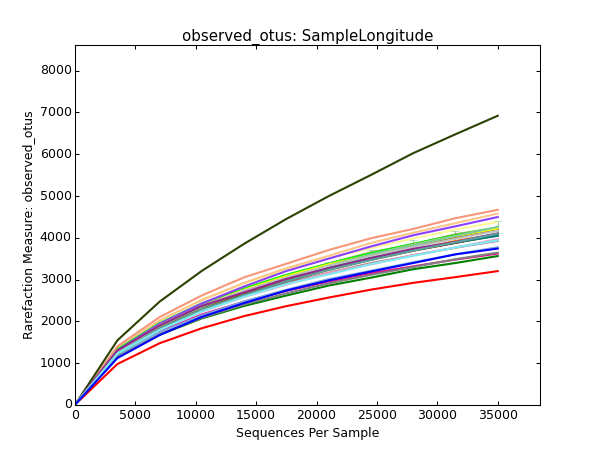 observed_otus: SampleLongitude
Rarefaction Measure: observed_otus
8000
7000
6000
5000
4000
3000
2000
1000
0
0 5000 10000 15000 20000 25000 30000 35000
Sequences Per Sample